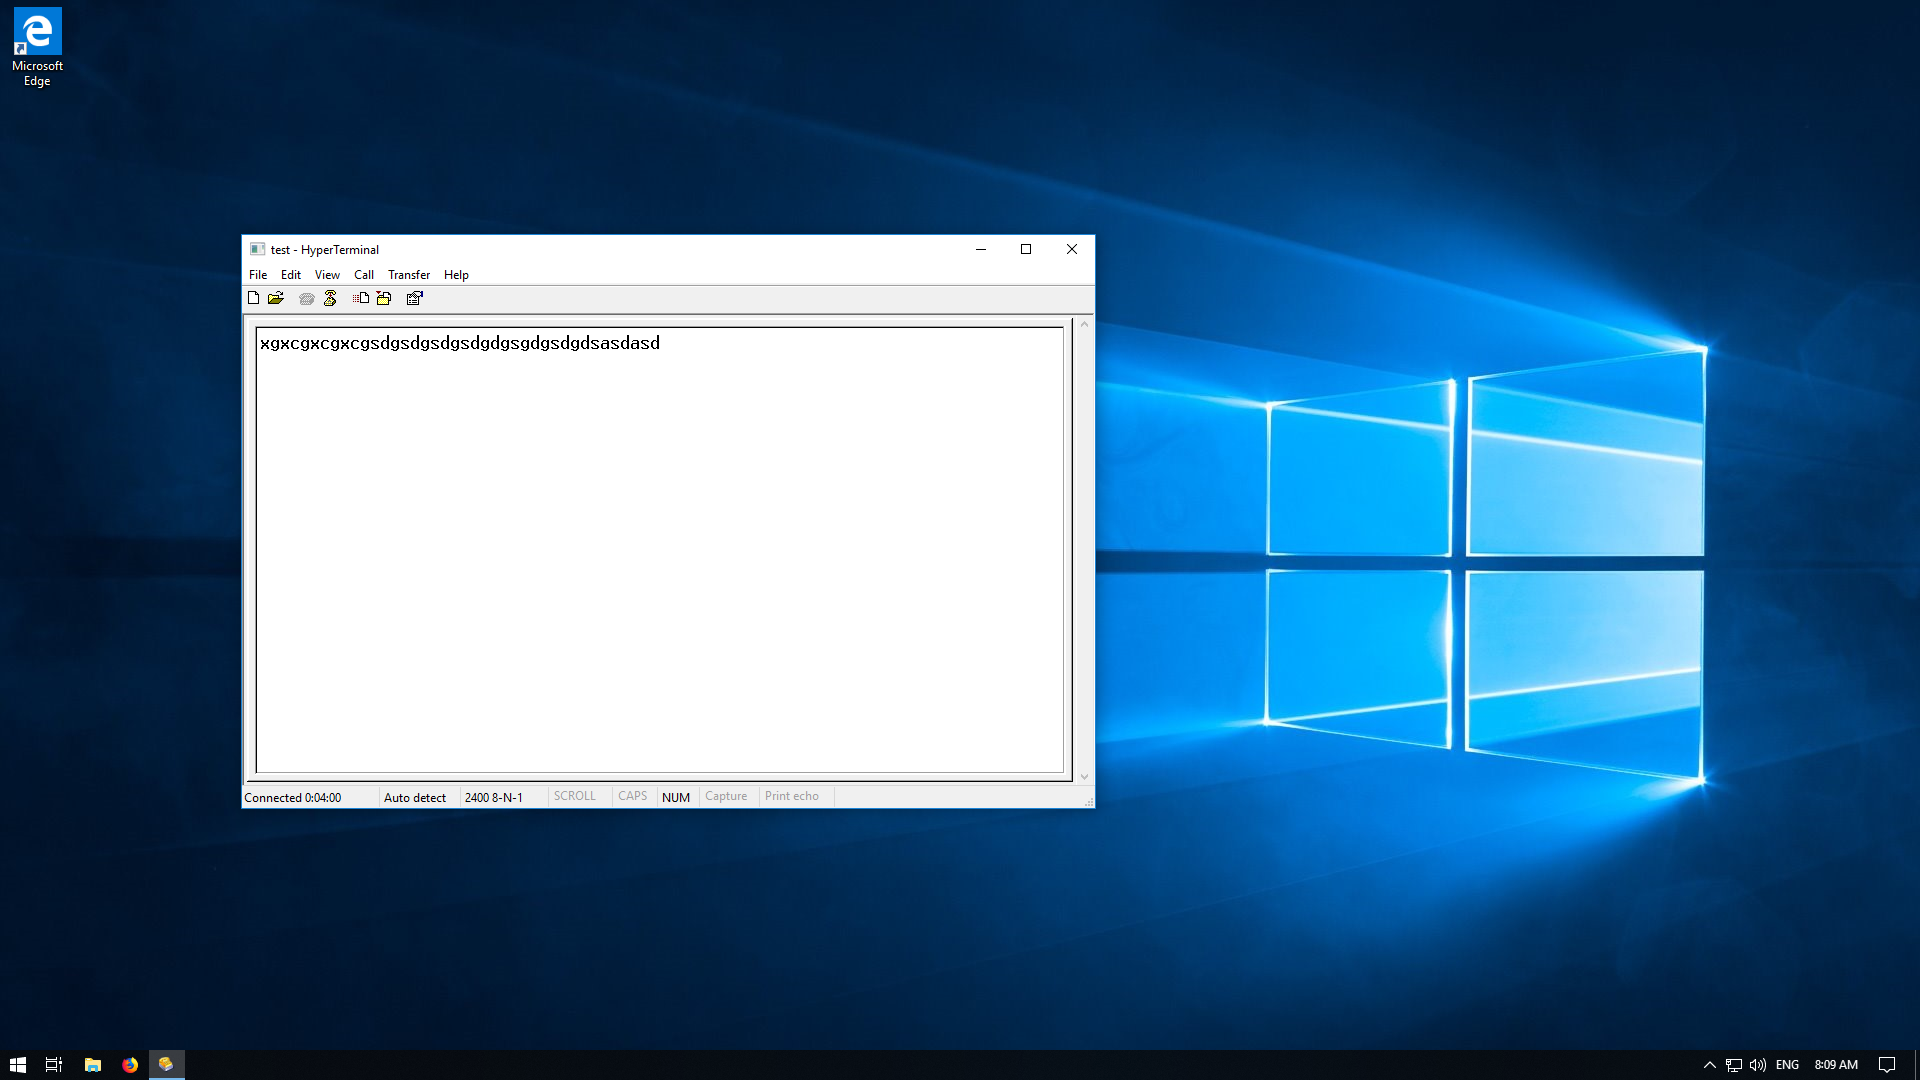 Microsoft
Edge
test - HyperTerminal
File Edit View Call Transfer Help
xgxcgxcgxcgsdgsdgsdgsdgdgsgdgsdgdsasdasd
Connected 0:04:00 Auto detect 2400 8-N-1 SCROLL CAPS NUM Capture Print echo
ENG 8:09 AM